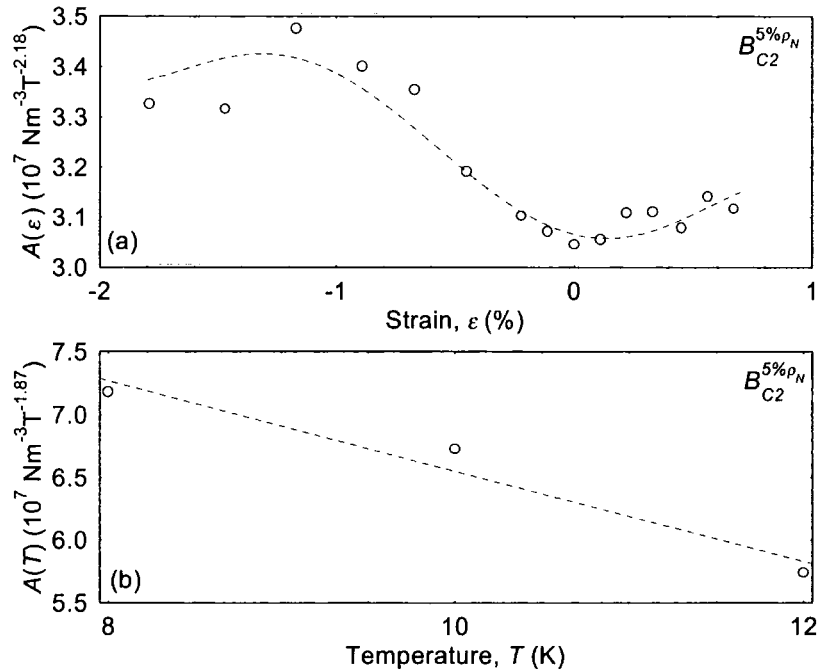 3.5
3.4
3.3
3.2
3.1
3.0
A(ε) (10⁷ Nm⁻³T⁻²·¹⁸)
B_{C2}^{5%ρ_N}
(a)
-2 -1 0 1
Strain, ε (%)
7.5
7.0
6.5
6.0
5.5
A(T) (10⁷ Nm⁻³T⁻¹·⁸⁷)
B_{C2}^{5%ρ_N}
(b)
8 10 12
Temperature, T (K)